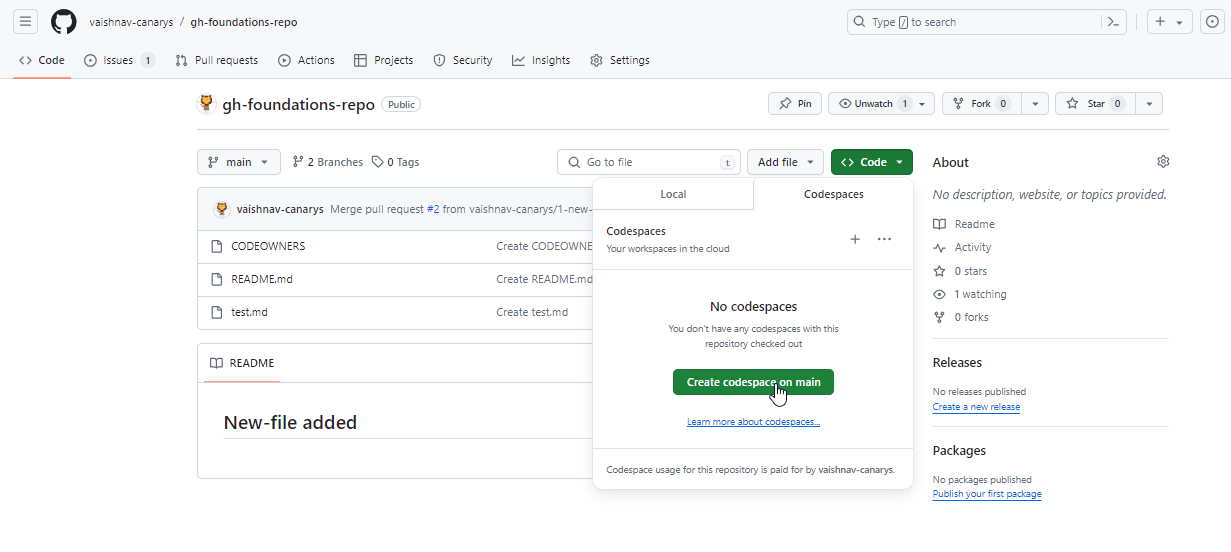 vaishnav-canarys / gh-foundations-repo
Type / to search
Code Issues 1 Pull requests Actions Projects Security Insights Settings
gh-foundations-repo Public
Pin Unwatch 1 Fork 0 Star 0
main 2 Branches 0 Tags Go to file t Add file Code
vaishnav-canarys Merge pull request #2 from vaishnav-canarys/1-new-
CODEOWNERS Create CODEOWNE
README.md Create README.md
test.md Create test.md
README
New-file added
Local Codespaces
Codespaces
Your workspaces in the cloud
No codespaces
You don't have any codespaces with this
repository checked out
Create codespace on main
Learn more about codespaces...
Codespace usage for this repository is paid for by vaishnav-canarys.
About
No description, website, or topics provided.
Readme
Activity
0 stars
1 watching
0 forks
Releases
No releases published
Create a new release
Packages
No packages published
Publish your first package